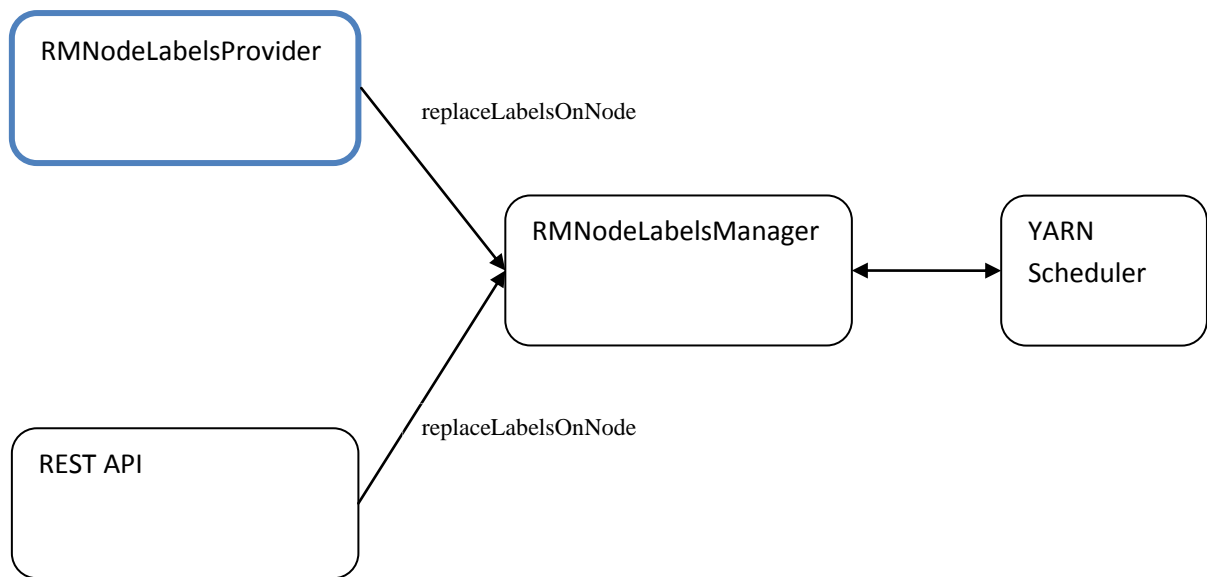 RMNodeLabelsProvider
replaceLabelsOnNode
RMNodeLabelsManager
YARN
Scheduler
replaceLabelsOnNode
REST API